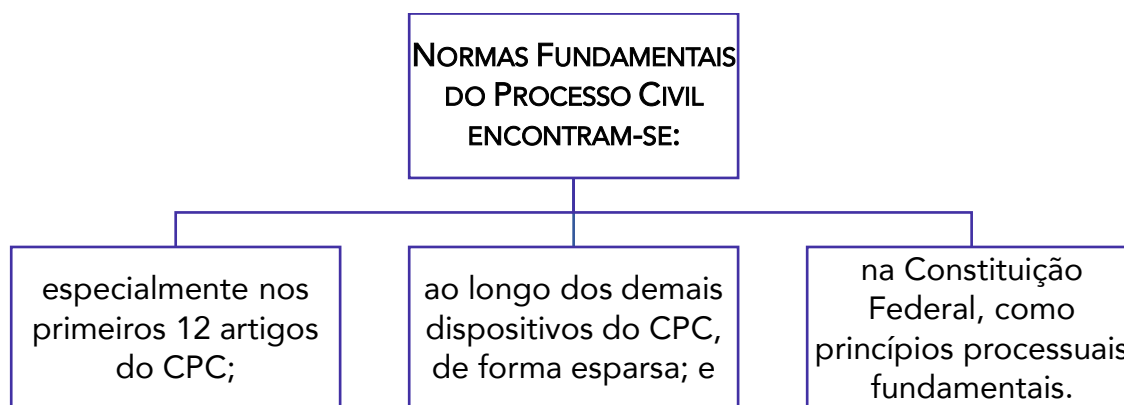 NORMAS FUNDAMENTAIS
DO PROCESSO CIVIL
ENCONTRAM-SE:
especialmente nos
primeiros 12 artigos
do CPC;
ao longo dos demais
dispositivos do CPC,
de forma esparsa; e
na Constituição
Federal, como
princípios processuais
fundamentais.